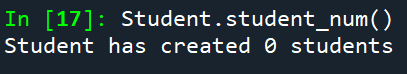 In [17]: Student.student_num()
Student has created 0 students